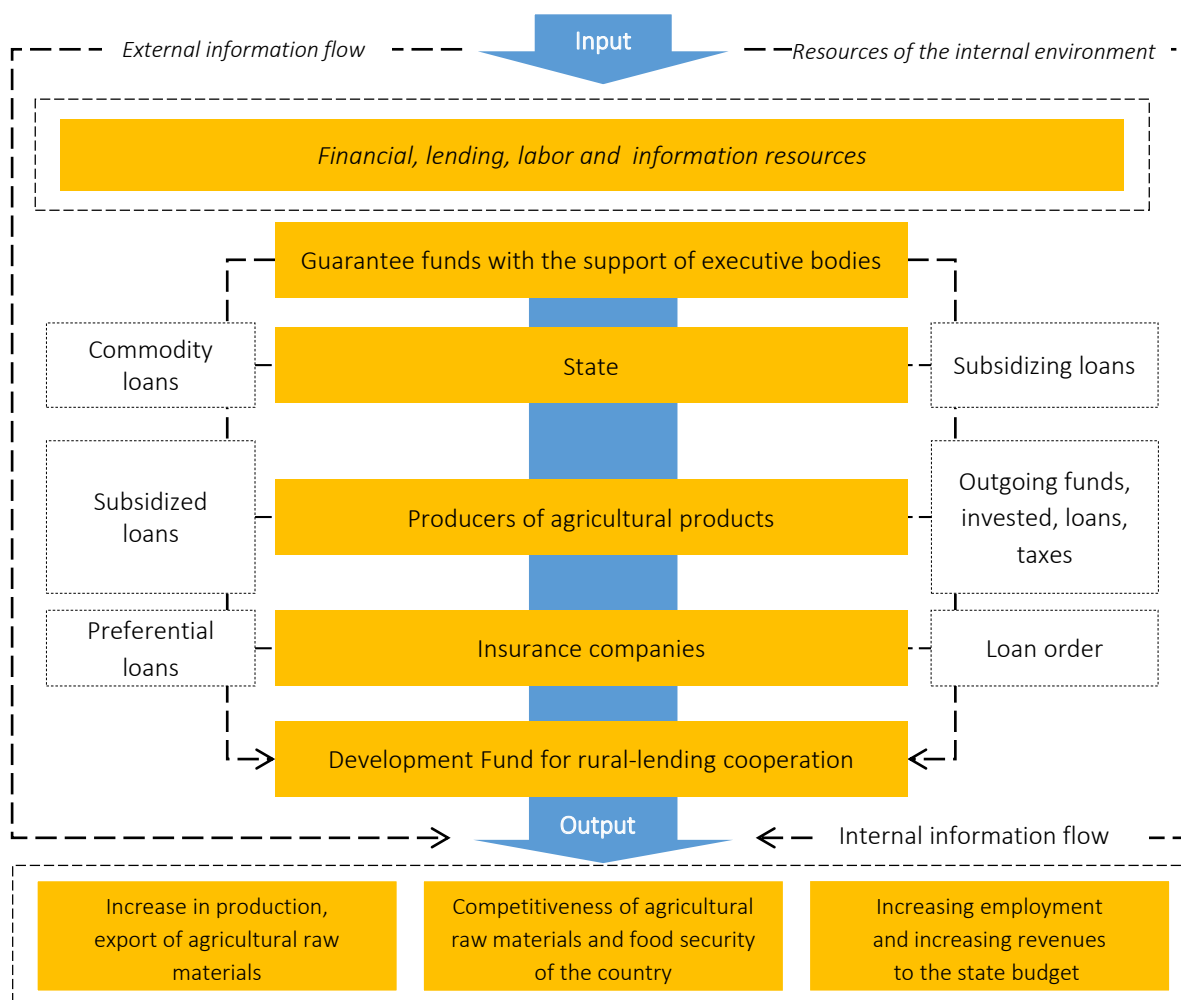 External information flow
Input
Resources of the internal environment
Financial, lending, labor and information resources
Guarantee funds with the support of executive bodies
Commodity
loans
State
Subsidizing loans
Subsidized
loans
Producers of agricultural products
Outgoing funds,
invested, loans,
taxes
Preferential
loans
Insurance companies
Loan order
Development Fund for rural-lending cooperation
Output
Internal information flow
Increase in production,
export of agricultural raw
materials
Competitiveness of agricultural
raw materials and food security
of the country
Increasing employment
and increasing revenues
to the state budget